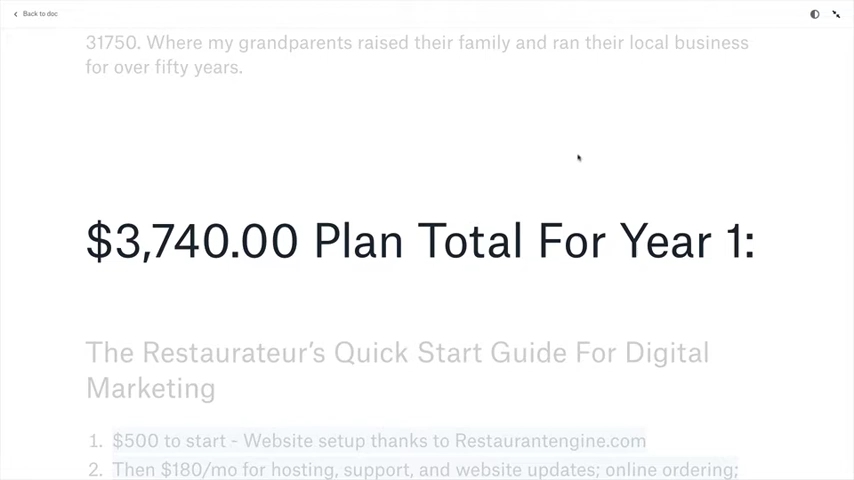 Back to doc
31750. Where my grandparents raised their family and ran their local business
for over fifty years.
$3,740.00 Plan Total For Year 1:
The Restaurateur’s Quick Start Guide For Digital
Marketing
1. $500 to start - Website setup thanks to Restaurantengine.com
2. Then $180/mo for hosting, support, and website updates; online ordering;